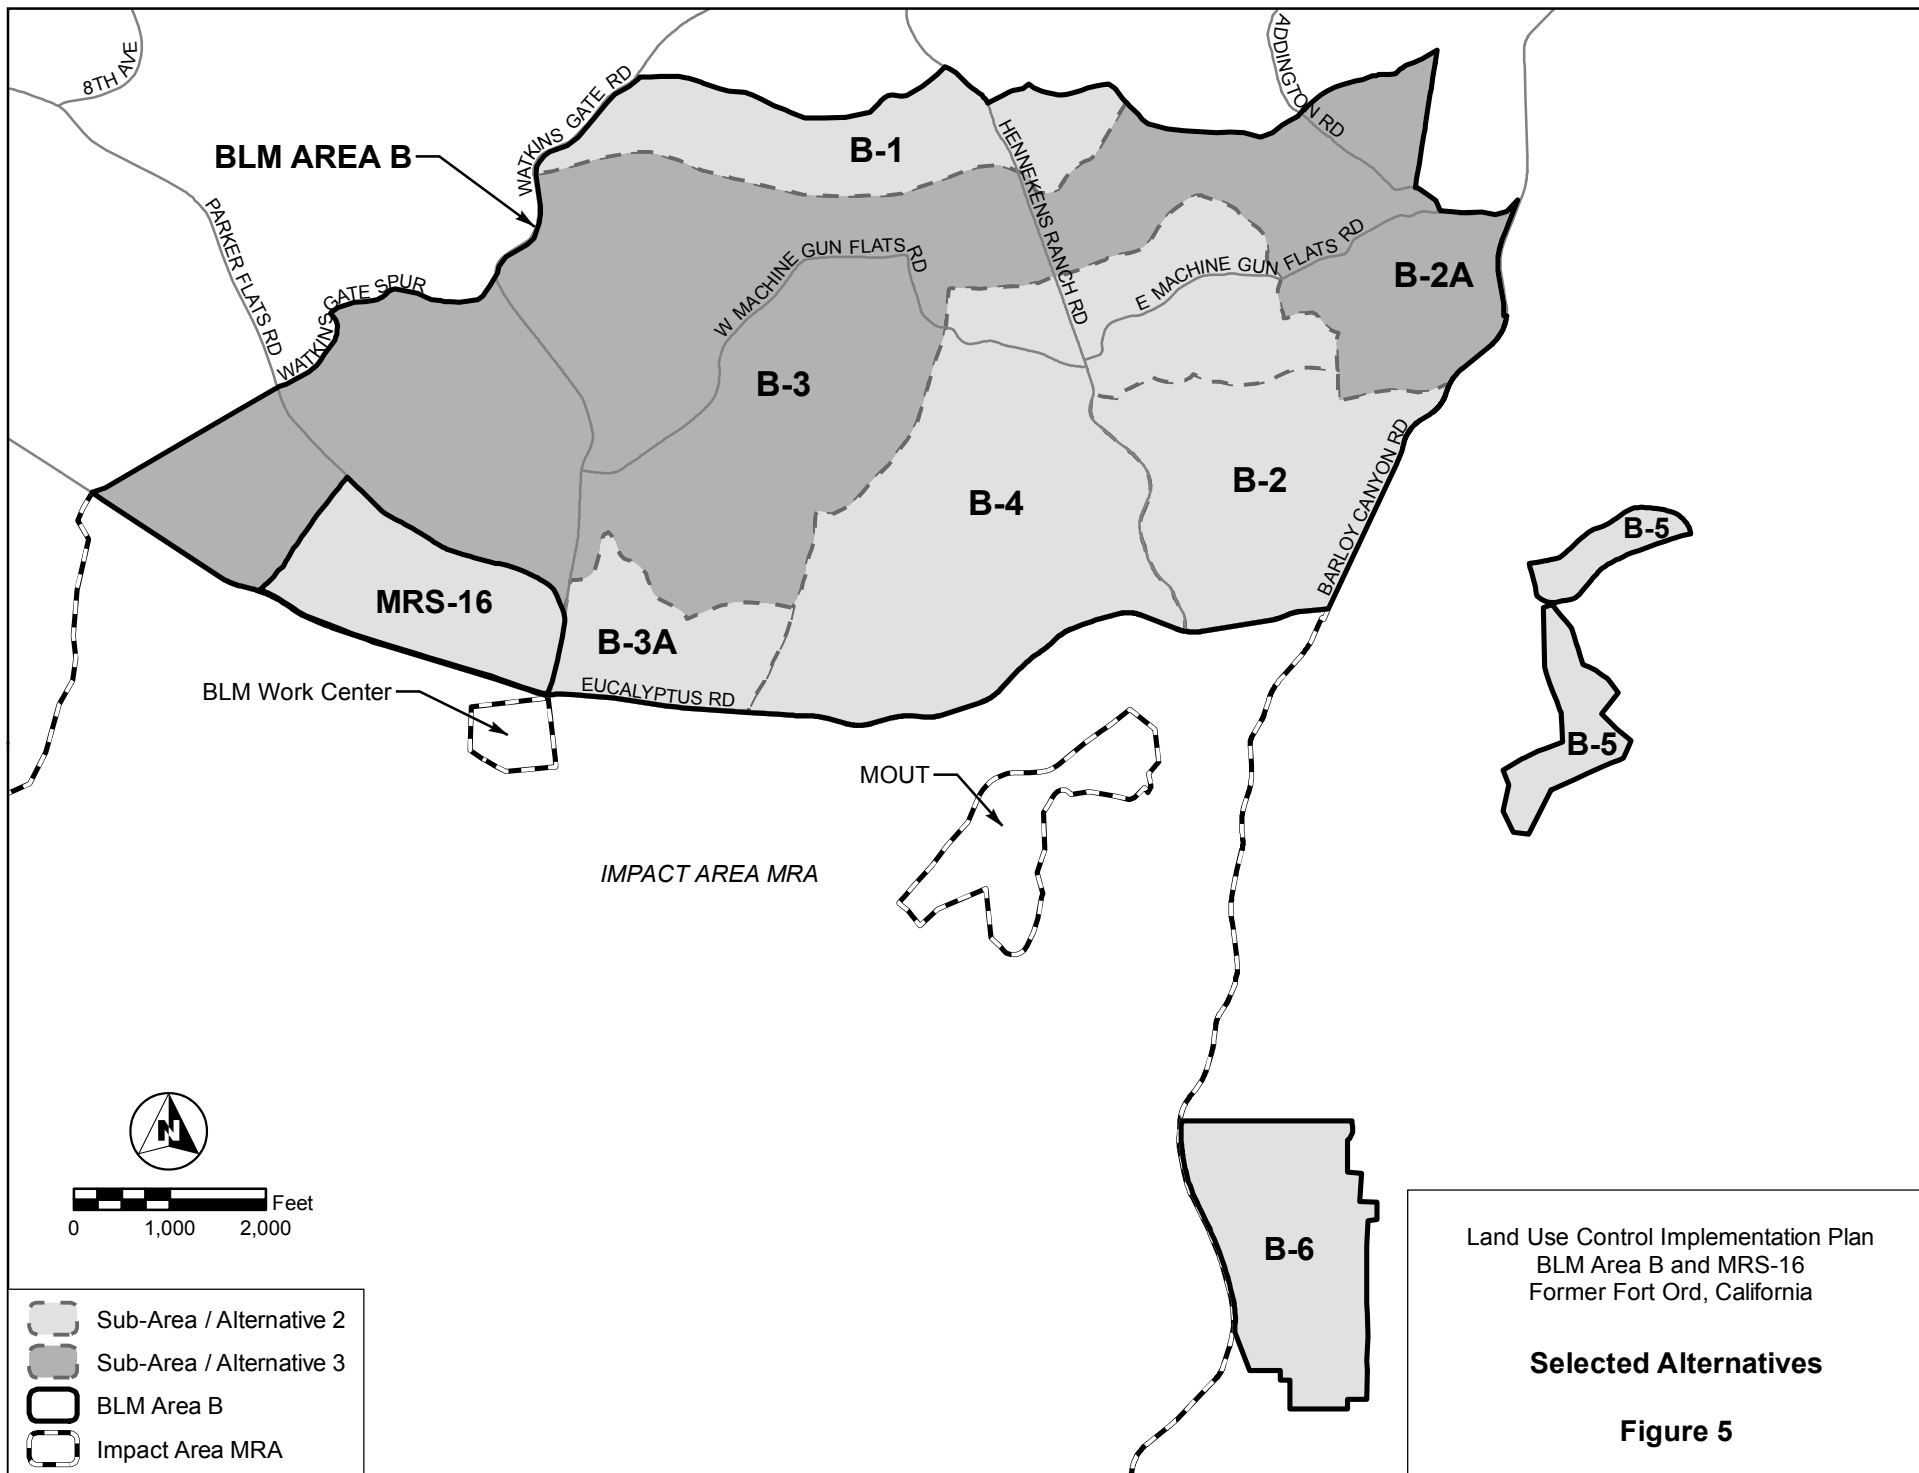 8TH AVE
WATKINS GATE RD
ADDINGTON RD
BLM AREA B
B-1
HENNEKENS RANCH RD
PARKER FLATS RD
WATKINS GATE SPUR
W MACHINE GUN FLATS RD
E MACHINE GUN FLATS RD
B-2A
B-3
B-2
B-4
BARLOY CANYON RD
B-5
MRS-16
B-3A
BLM Work Center
EUCALYPTUS RD
B-5
MOUT
IMPACT AREA MRA
N
Feet
0 1,000 2,000
B-6
Sub-Area / Alternative 2
Sub-Area / Alternative 3
BLM Area B
Impact Area MRA
Land Use Control Implementation Plan
BLM Area B and MRS-16
Former Fort Ord, California
Selected Alternatives
Figure 5